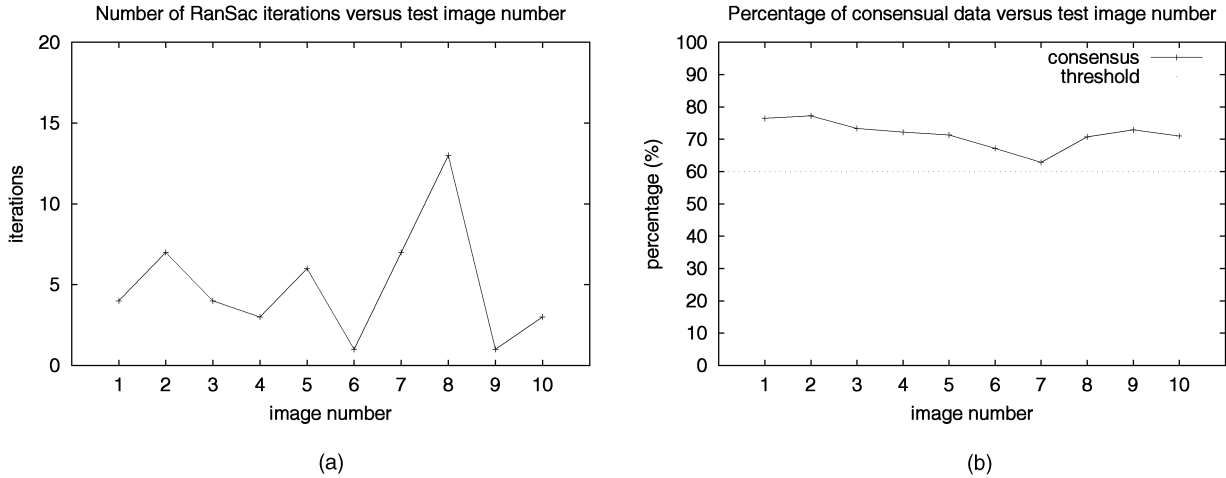 Number of RanSac iterations versus test image number
20
15
10
5
0
iterations
1 2 3 4 5 6 7 8 9 10
image number
(a)
Percentage of consensual data versus test image number
consensus
threshold
100
90
80
70
60
50
40
30
20
10
0
percentage (%)
1 2 3 4 5 6 7 8 9 10
image number
(b)